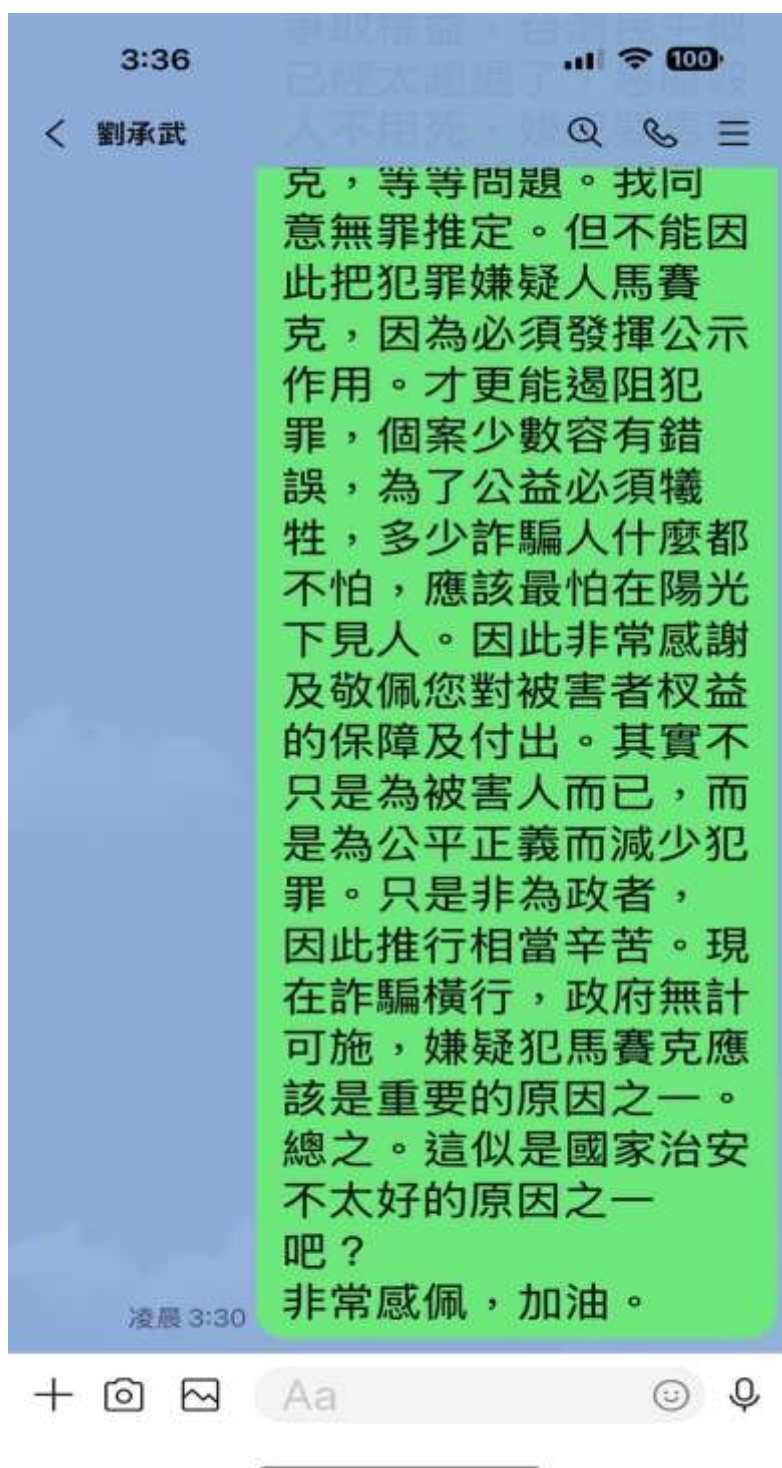 3:36
100
劉承武
克，等等問題。我同
意無罪推定。但不能因
此把犯罪嫌疑人馬賽
克，因為必須發揮公示
作用。才更能遏阻犯
罪，個案少數容有錯
誤，為了公益必須犧
牲，多少詐騙人什麼都
不怕，應該最怕在陽光
下見人。因此非常感謝
及敬佩您對被害者杈益
的保障及付出。其實不
只是為被害人而已，而
是為公平正義而減少犯
罪。只是非為政者，
因此推行相當辛苦。現
在詐騙橫行，政府無計
可施，嫌疑犯馬賽克應
該是重要的原因之一。
總之。這似是國家治安
不太好的原因之一
吧？
非常感佩，加油。
凌晨 3:30
Aa